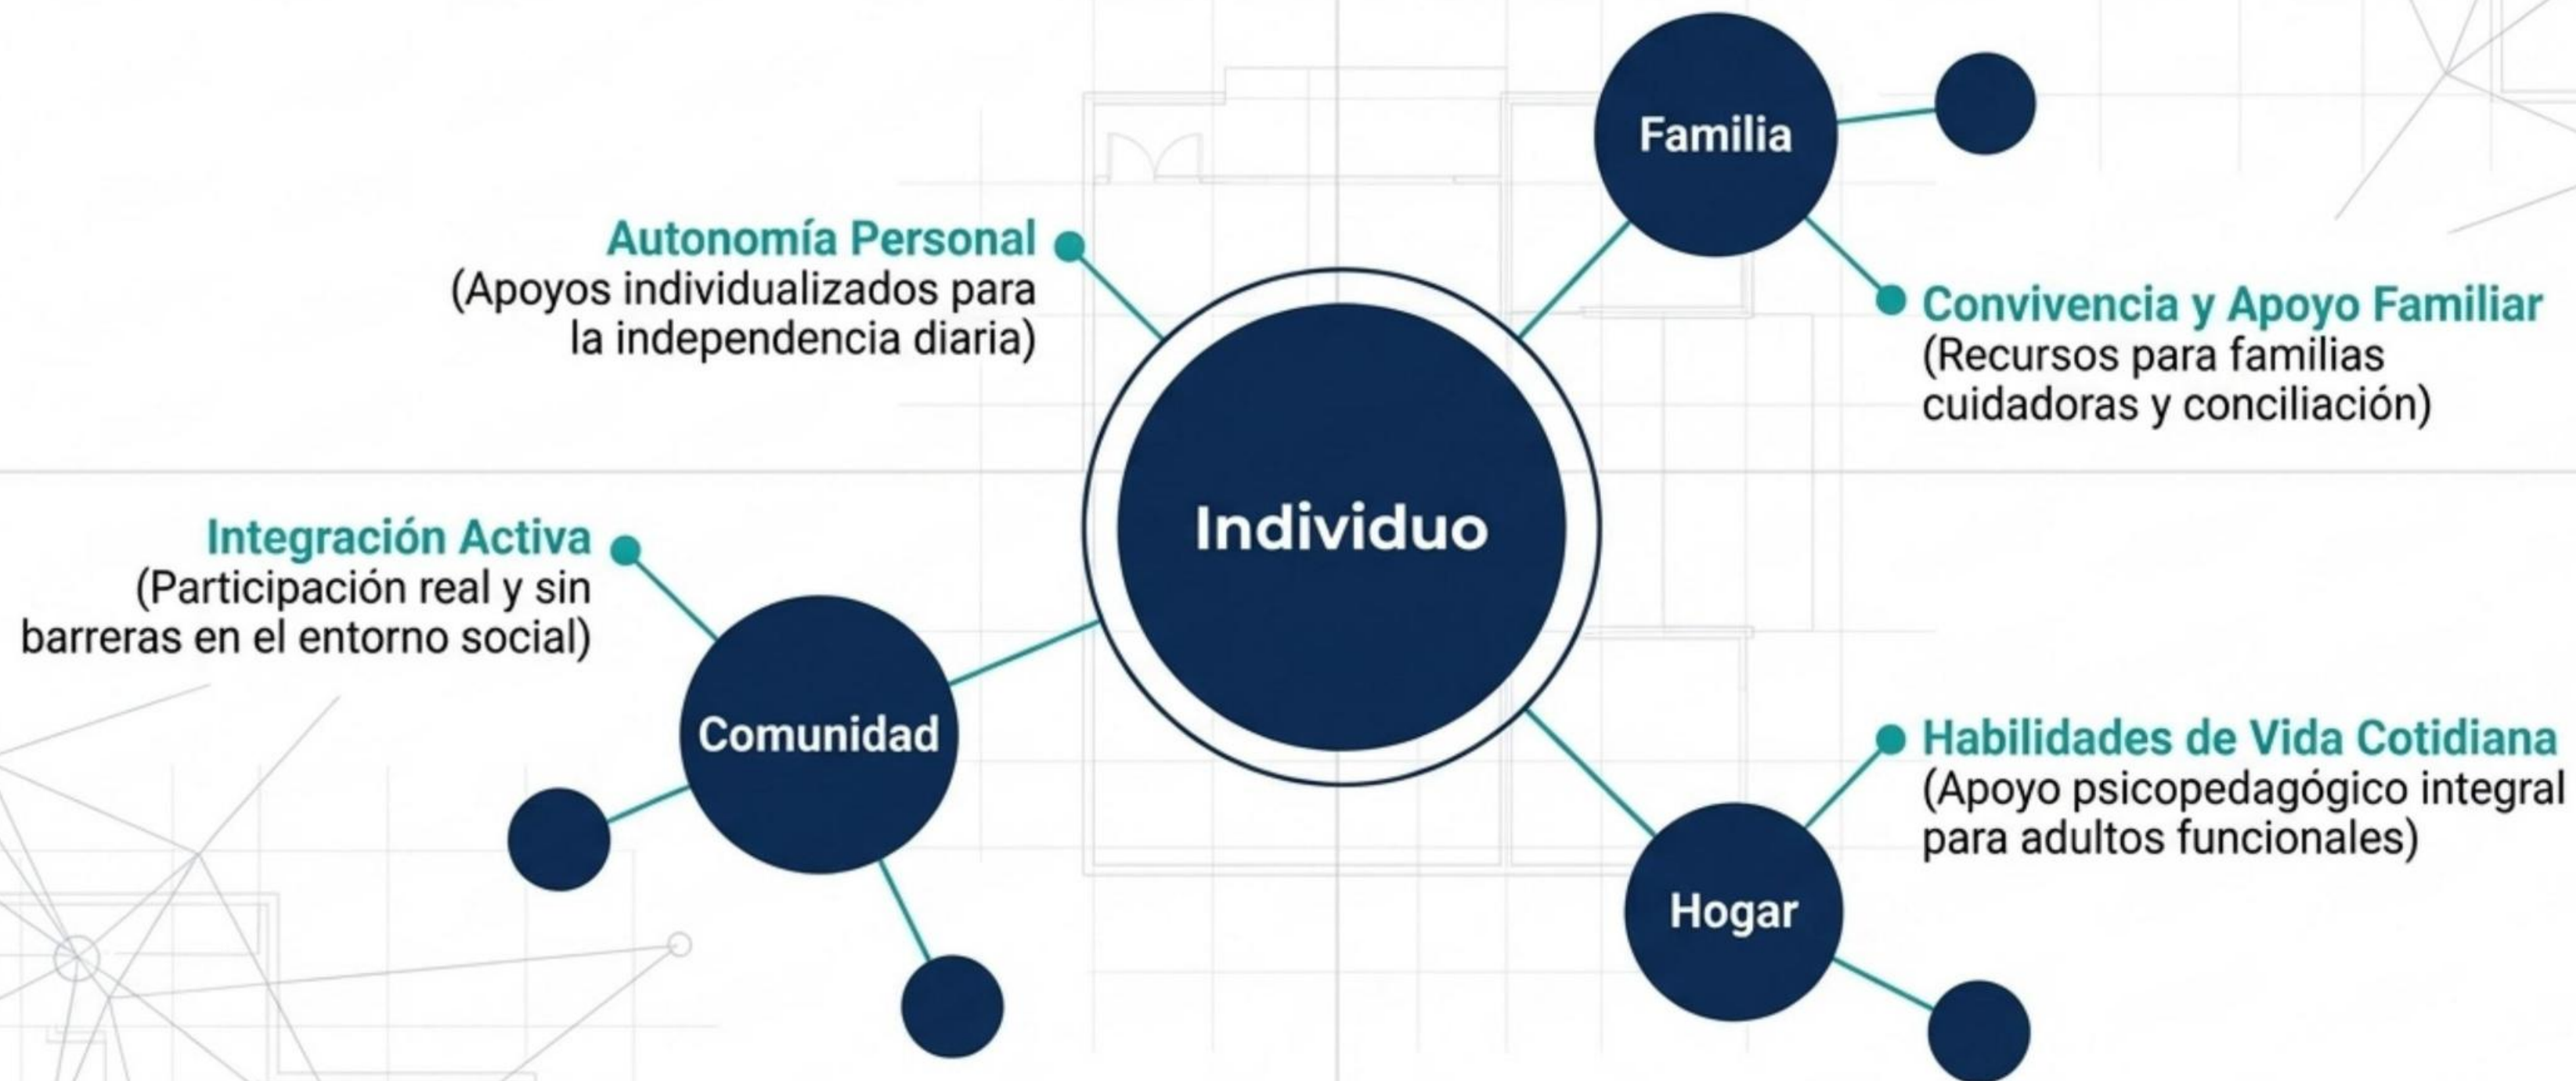 Familia
Autonomía Personal
(Apoyos individualizados para
la independencia diaria)
Convivencia y Apoyo Familiar
(Recursos para familias
cuidadoras y conciliación)
Individuo
Integración Activa
(Participación real y sin
barreras en el entorno social)
Comunidad
Habilidades de Vida Cotidiana
(Apoyo psicopedagógico integral
para adultos funcionales)
Hogar